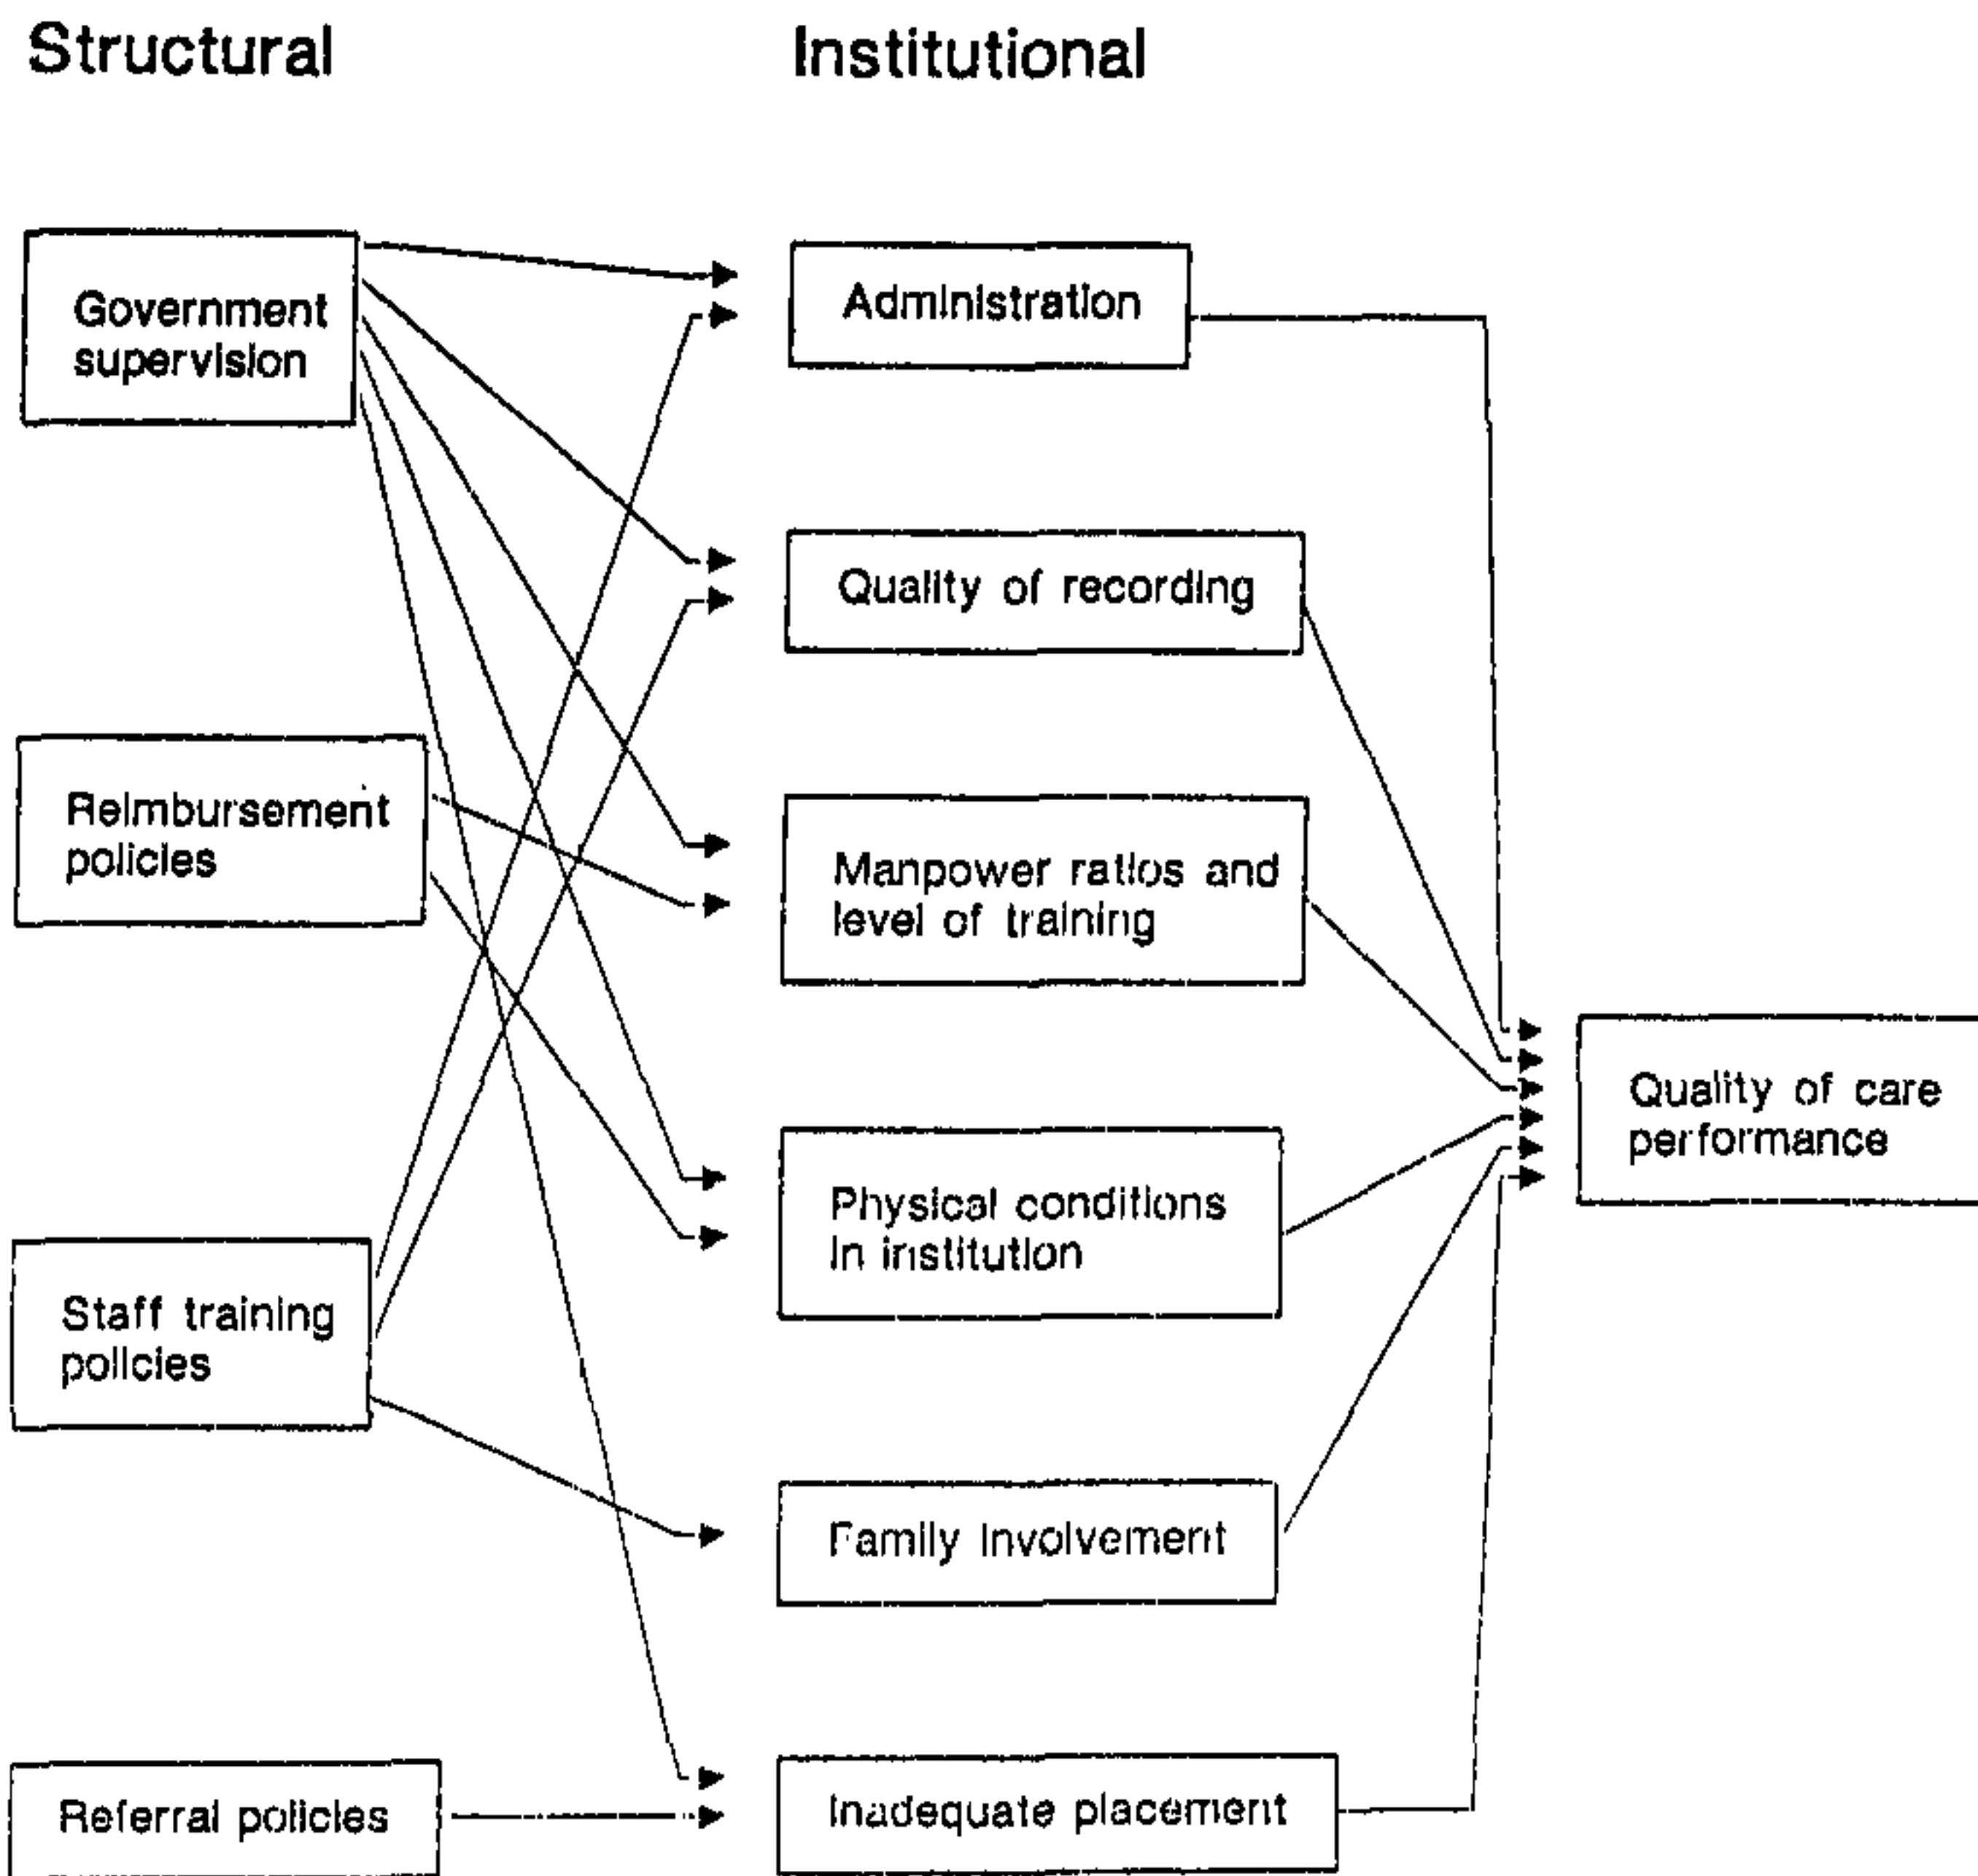 Structural
Institutional
Government
supervision
Administration
Quality of recording
Reimbursement
policies
Manpower ratios and
level of training
Quality of care
performance
Physical conditions
in institution
Staff training
policies
Family involvement
Referral policies
Inadequate placement